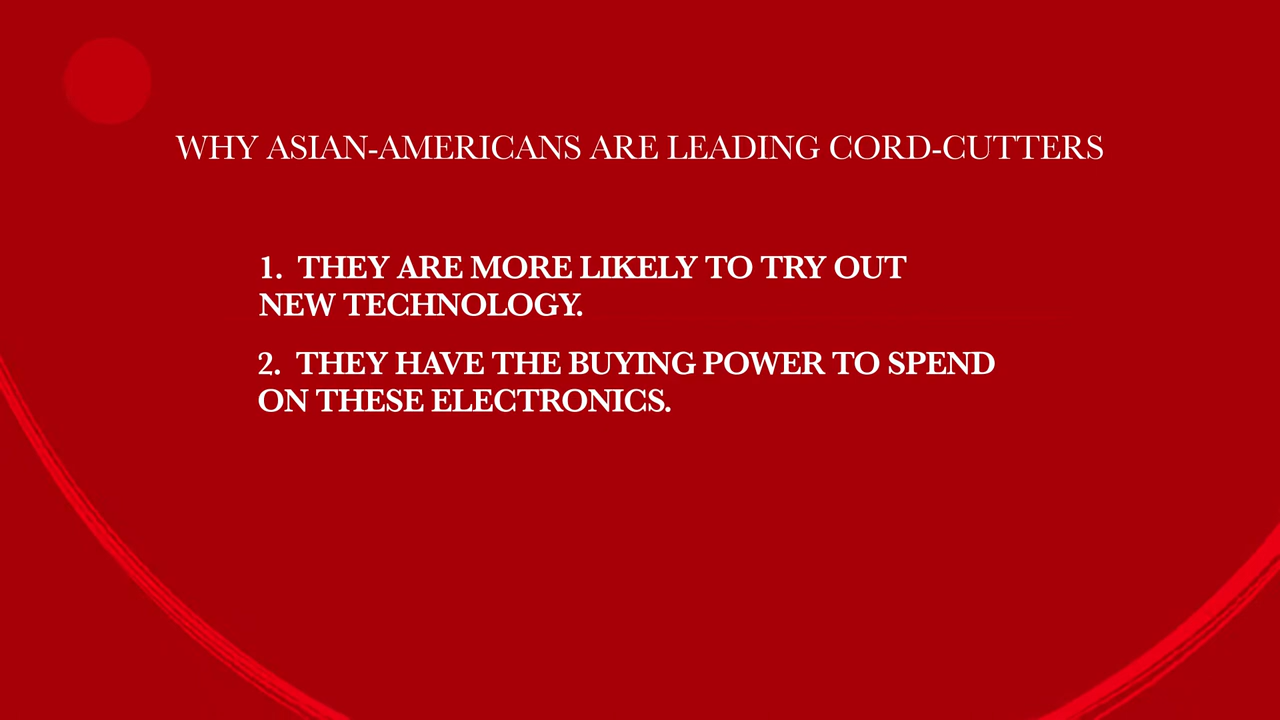 WHY ASIAN-AMERICANS ARE LEADING CORD-CUTTERS
1. THEY ARE MORE LIKELY TO TRY OUT
NEW TECHNOLOGY.
2. THEY HAVE THE BUYING POWER TO SPEND
ON THESE ELECTRONICS.